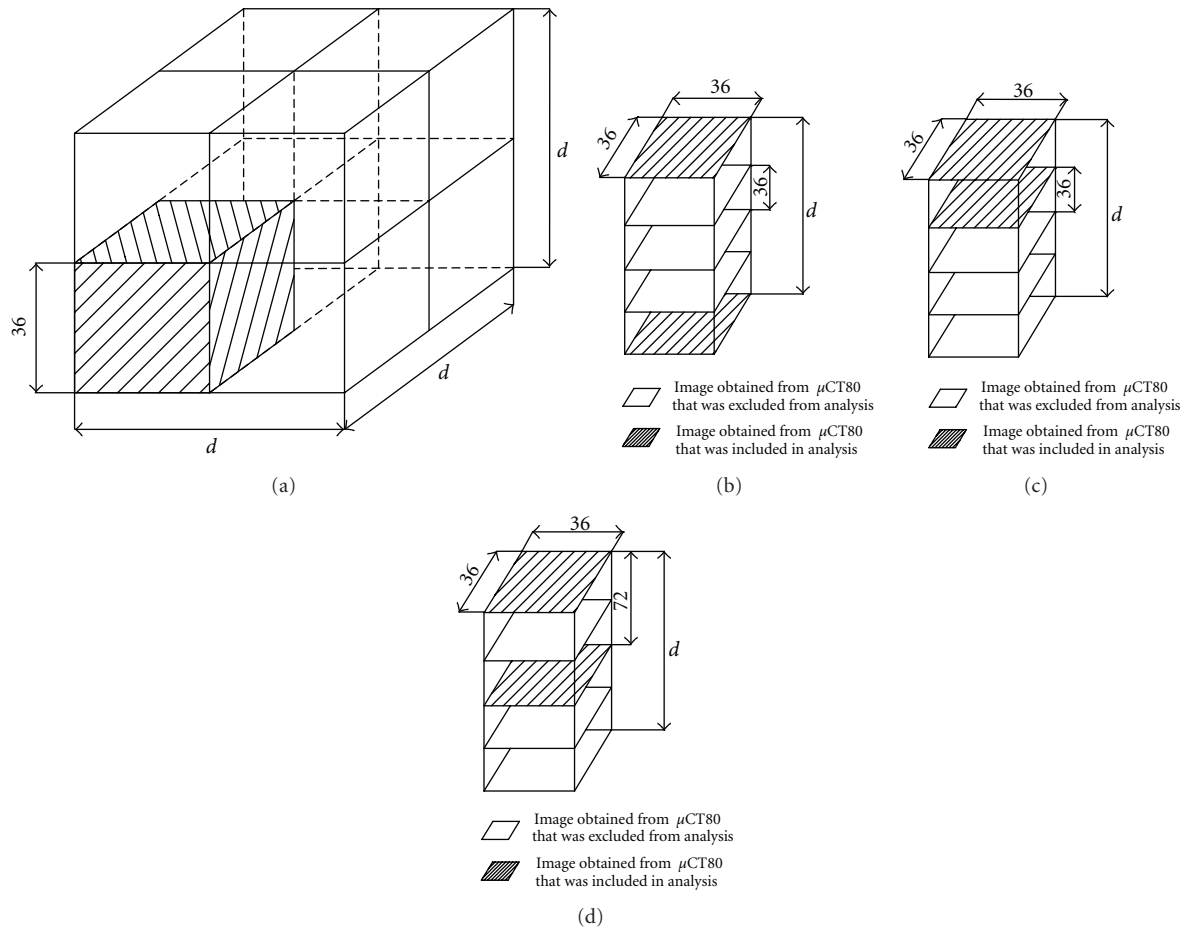 d
36
d
d
(a)
36
36
36
d
Image obtained from μCT80
that was excluded from analysis
Image obtained from μCT80
that was included in analysis
(b)
36
36
36
d
Image obtained from μCT80
that was excluded from analysis
Image obtained from μCT80
that was included in analysis
(c)
36
36
72
d
Image obtained from μCT80
that was excluded from analysis
Image obtained from μCT80
that was included in analysis
(d)